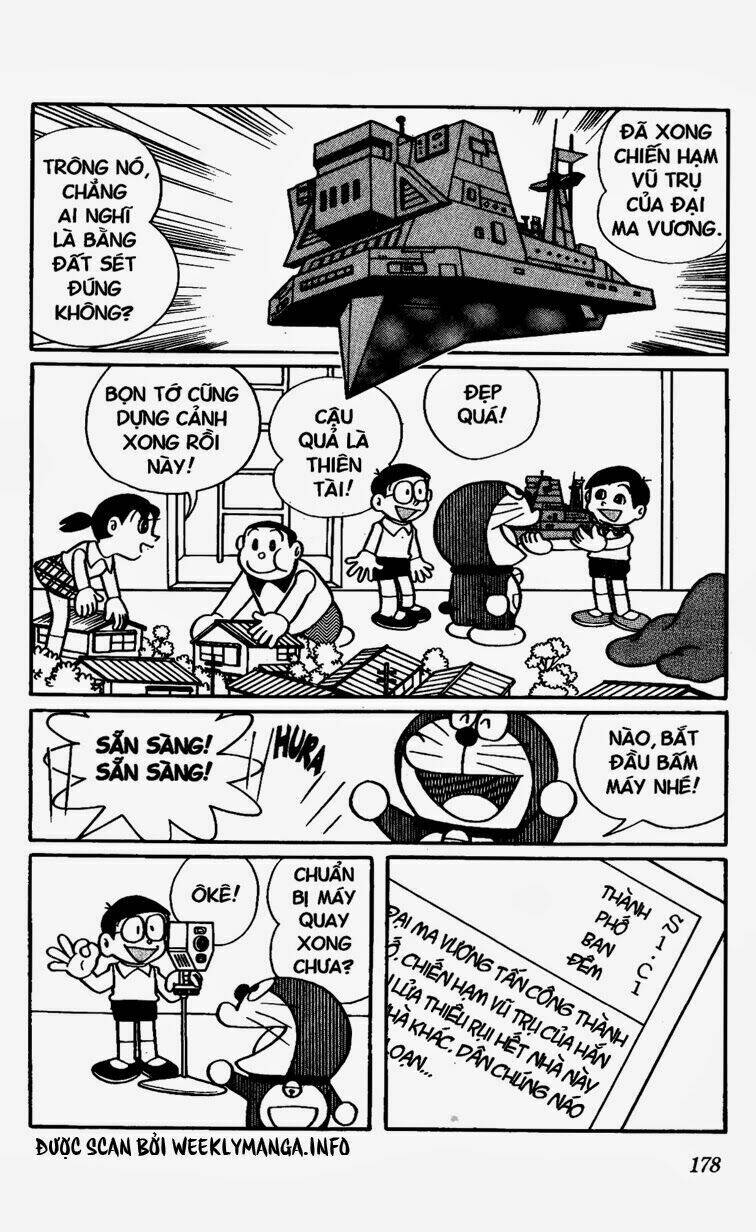 ĐÃ XONG
CHIẾN HẠM
VŨ TRỤ
CỦA ĐẠI
MA VƯƠNG.
TRÔNG NÓ,
CHẲNG
AI NGHĨ
LÀ BẰNG
ĐẤT SÉT
ĐÚNG
KHÔNG?
ĐẸP
QUÁ!
CẬU
QUẢ LÀ
THIÊN
TÀI!
BỌN TỚ CŨNG
DỰNG CẢNH
XONG RỒI
NÀY!
NÀO, BẮT
ĐẦU BẤM
MÁY NHÉ!
HURA
SẴN SÀNG!
SẴN SÀNG!
S1.C1
THÀNH
PHỐ
BAN
ĐÊM
ĐẠI MA VƯƠNG TẤN CÔNG THÀNH
CHIẾN HẠM VŨ TRỤ CỦA HẮN
LỬA THIÊU RỤI HẾT NHÀ NÀY
KHÁC. DÂN CHÚNG NÁO
LOẠN...
CHUẨN
BỊ MÁY
QUAY
XONG
CHƯA?
ÔKÊ!
ĐƯỢC SCAN BỞI WEEKLYMANGA.INFO
178